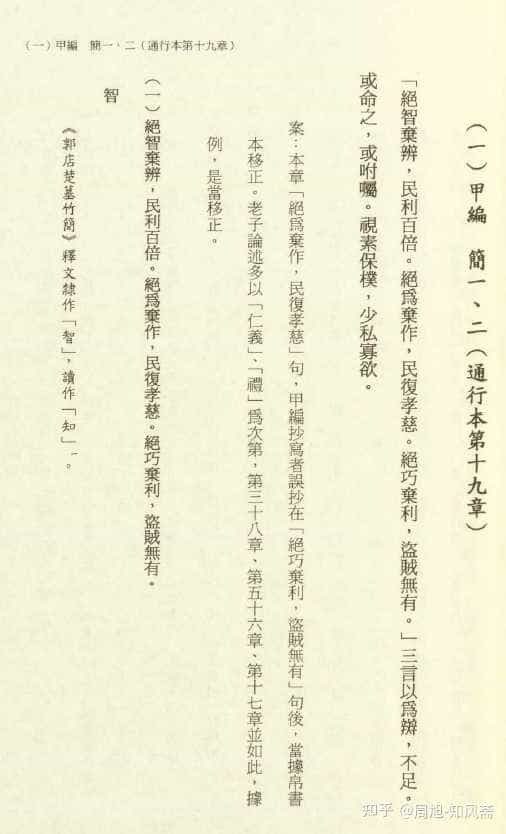 (一)甲編　簡一、二(通行本第十九章)
(一)甲編　簡一、二(通行本第十九章)
「絕智棄辨,民利百倍。絕爲棄作,民復孝慈。絕巧棄利,盜賊無有。」三言以爲辯,不足。
或命之,或咐囑。視素保樸,少私寡欲。
案:本章「絕爲棄作,民復孝慈」句,甲編抄寫者誤抄在「絕巧棄利,盜賊無有」句後,當據帛書
本移正。老子論述多以「仁義」、「禮」爲次第,第三十八章、第五十六章、第十七章並如此,據
例,是當移正。
(一)絕智棄辨,民利百倍。絕爲棄作,民復孝慈。絕巧棄利,盜賊無有。
智
《郭店楚墓竹簡》釋文隸作「智」,讀作「知」。
知乎 @周旭-知风斋